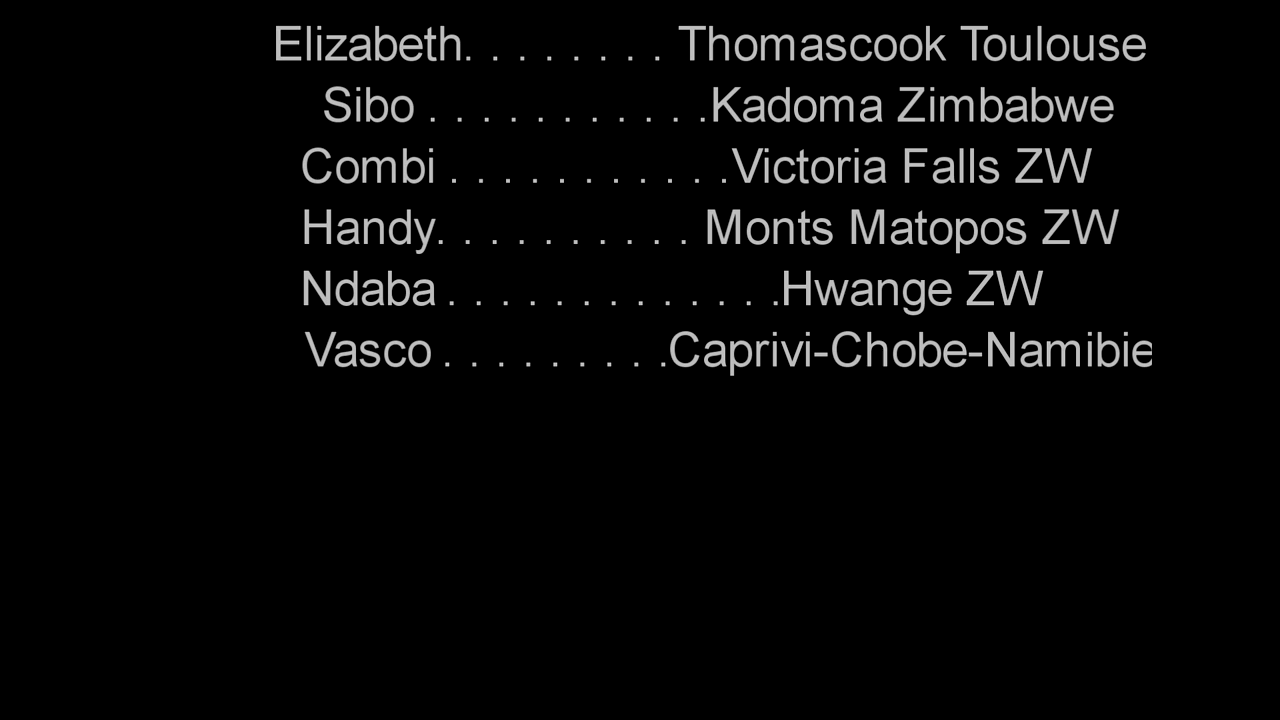 Elizabeth. . . . . . . . Thomascook Toulouse
Sibo . . . . . . . . . . .Kadoma Zimbabwe
Combi . . . . . . . . . . .Victoria Falls ZW
Handy. . . . . . . . . . Monts Matopos ZW
Ndaba . . . . . . . . . . . . .Hwange ZW
Vasco . . . . . . . . .Caprivi-Chobe-Namibie